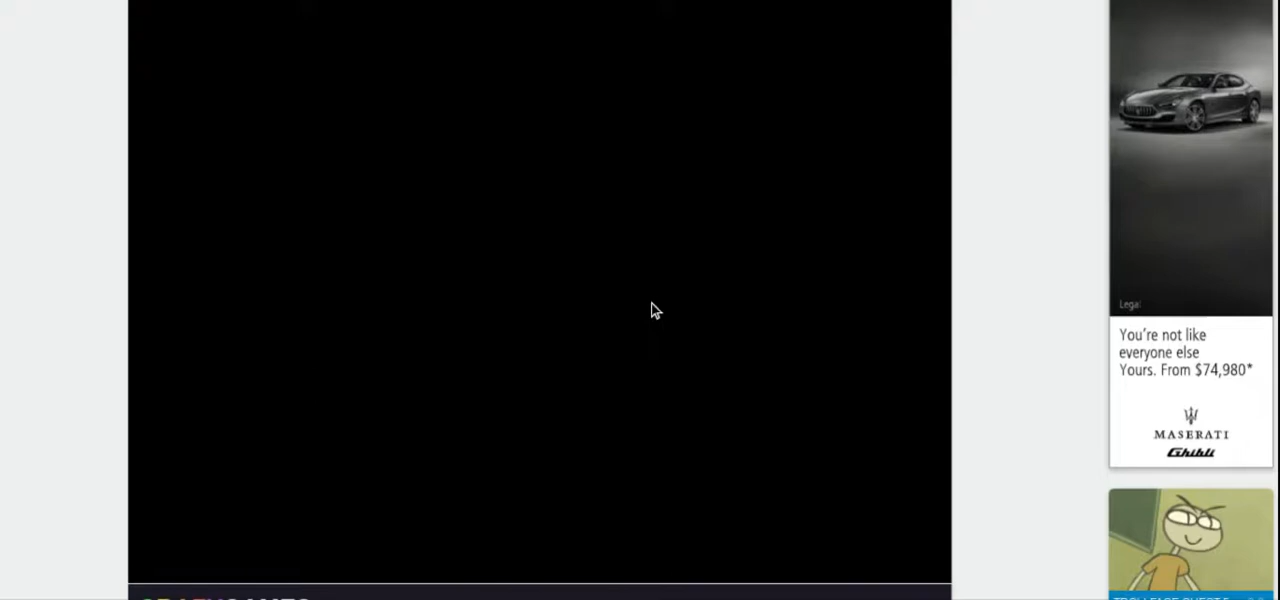 Legal
You're not like
everyone else
Yours. From $74,980*
MASERATI
Ghibli